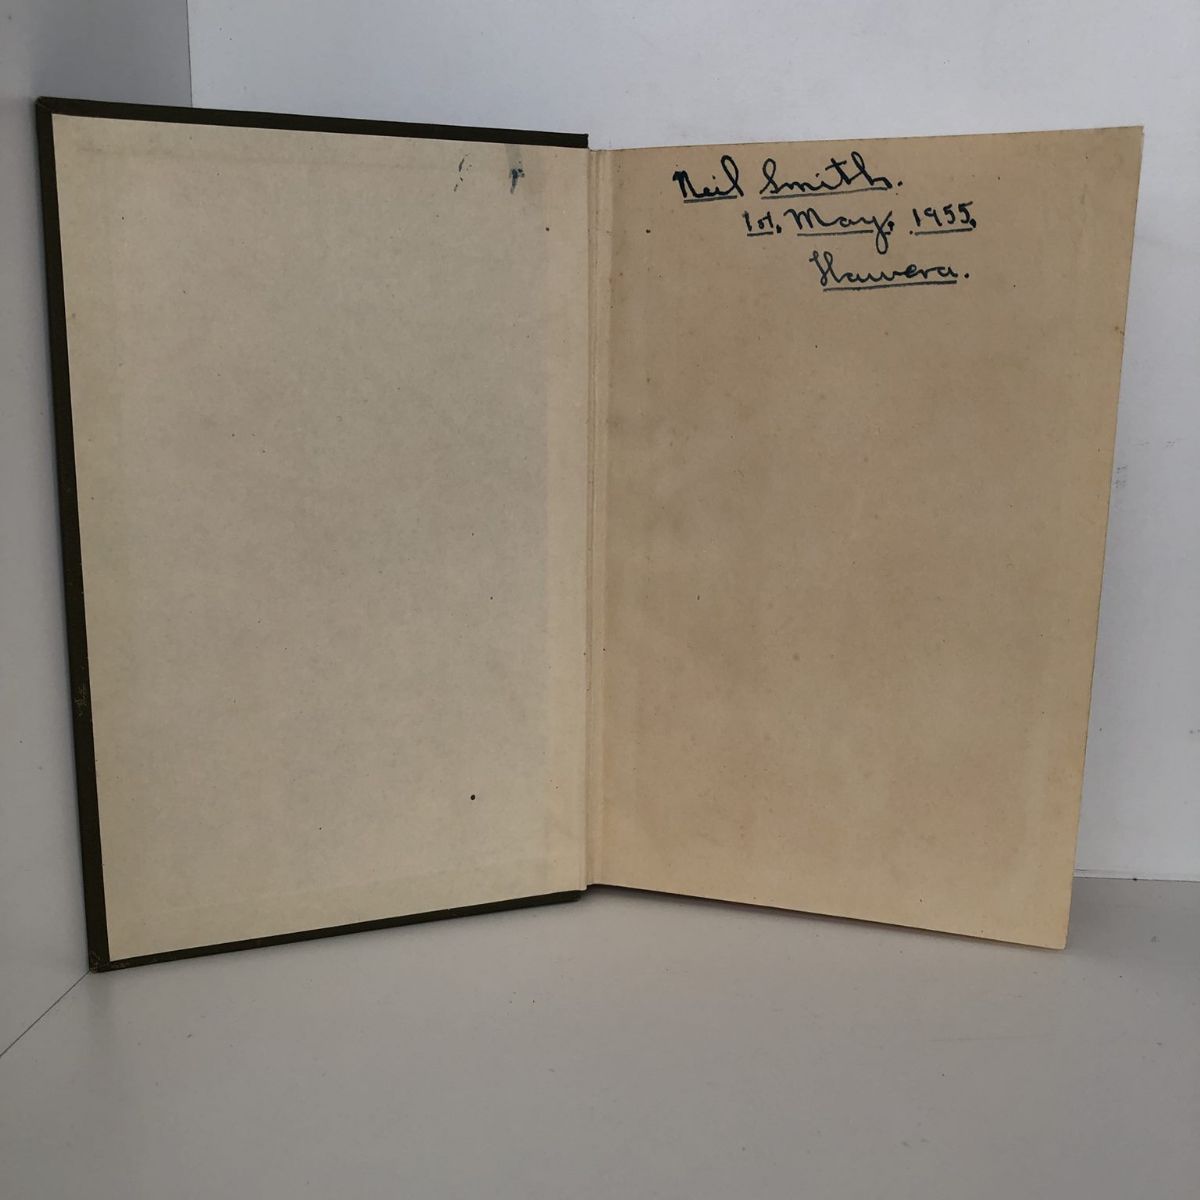 Neil Smith.
1st. May, 1955.
Hawera.